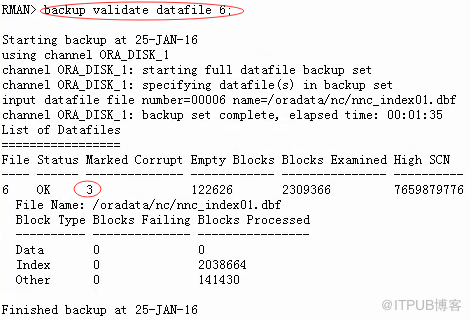 RMAN> backup validate datafile 6;
Starting backup at 25-JAN-16
using channel ORA_DISK_1
channel ORA_DISK_1: starting full datafile backup set
channel ORA_DISK_1: specifying datafile(s) in backup set
input datafile file number=00006 name=/oradata/nc/nnc_index01.dbf
channel ORA_DISK_1: backup set complete, elapsed time: 00:01:35
List of Datafiles
=================
File Status Marked Corrupt Empty Blocks Blocks Examined High SCN
---- ------ -------------- ------------ --------------- ----------
6 OK 3 122626 2309366 7659879776
File Name: /oradata/nc/nnc_index01.dbf
Block Type Blocks Failing Blocks Processed
---------- -------------- ----------------
Data 0 0
Index 0 2038664
Other 0 141430
Finished backup at 25-JAN-16
@ITPUB博客